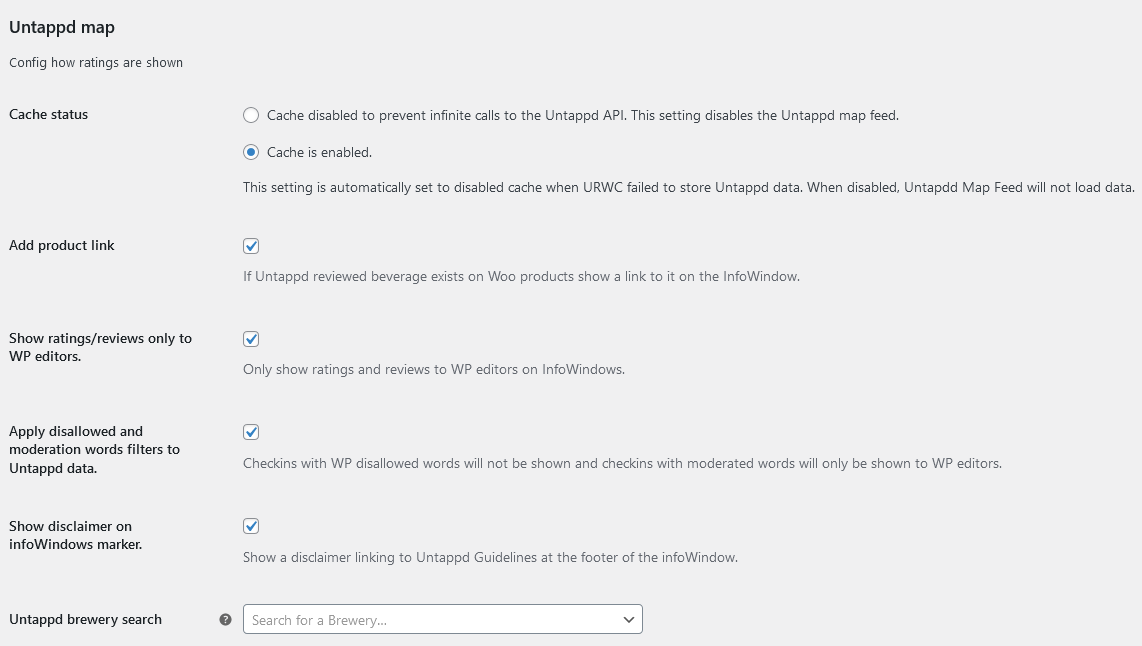 Untappd map
Config how ratings are shown
Cache status
Cache disabled to prevent infinite calls to the Untappd API. This setting disables the Untappd map feed.
Cache is enabled.
This setting is automatically set to disabled cache when URWC failed to store Untappd data. When disabled, Untapdd Map Feed will not load data.
Add product link
If Untappd reviewed beverage exists on Woo products show a link to it on the InfoWindow.
Show ratings/reviews only to
WP editors.
Only show ratings and reviews to WP editors on InfoWindows.
Apply disallowed and
moderation words filters to
Untappd data.
Checkins with WP disallowed words will not be shown and checkins with moderated words will only be shown to WP editors.
Show disclaimer on
infoWindows marker.
Show a disclaimer linking to Untappd Guidelines at the footer of the infoWindow.
Untappd brewery search
?
Search for a Brewery...